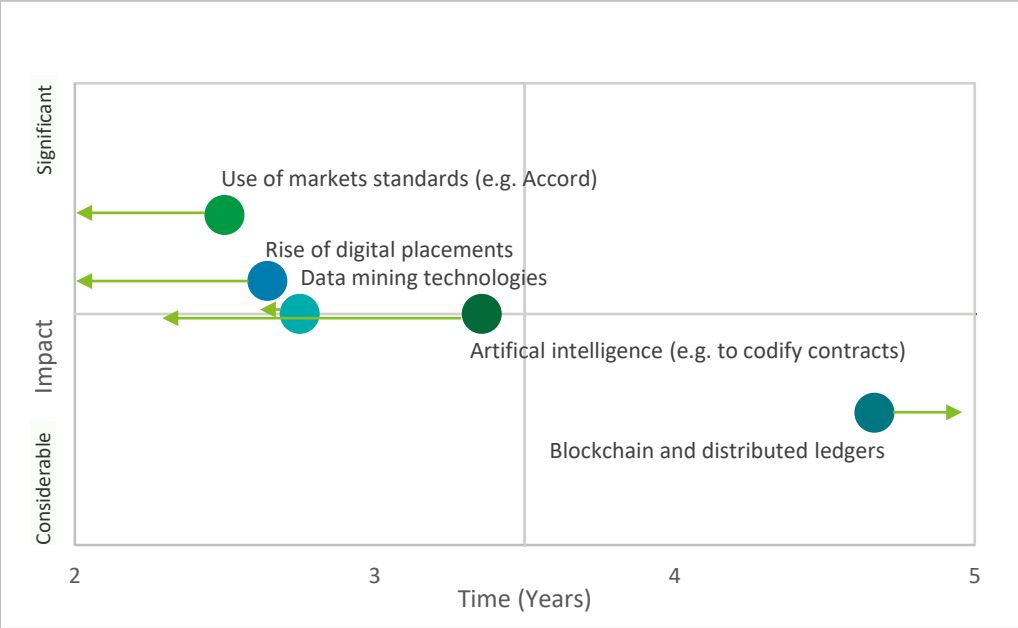 Significant
Use of markets standards (e.g. Accord)
Rise of digital placements
Data mining technologies
Impact
Artifical intelligence (e.g. to codify contracts)
Considerable
Blockchain and distributed ledgers
2
3
4
5
Time (Years)